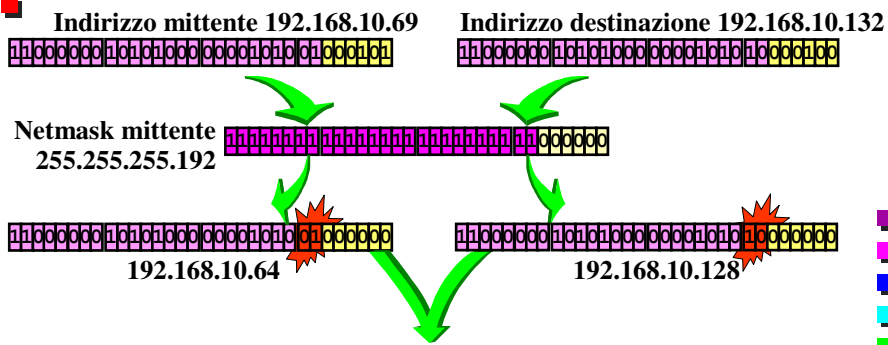 Indirizzo mittente 192.168.10.69 Indirizzo destinazione 192.168.10.132
11000000 10101000 00001010 01000101 11000000 10101000 00001010 10000100
Netmask mittente
11111111 11111111 11111111 11000000
255.255.255.192
11000000 10101000 00001010 01000000 11000000 10101000 00001010 10000000
192.168.10.64 192.168.10.128